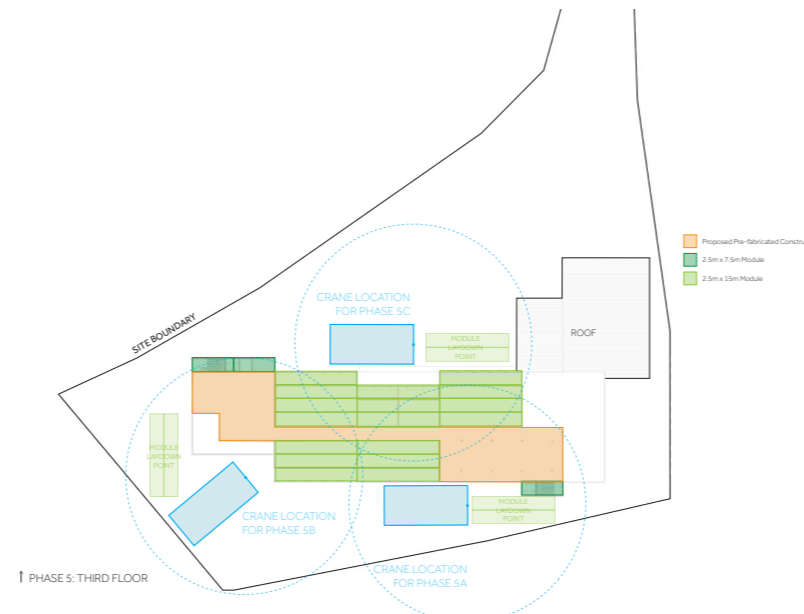 CRANE LOCATION
FOR PHASE 5C
MODULE
LAYDOWN
POINT
ROOF
SITE BOUNDARY
Proposed Pre-fabricated Constru
2.5m x 7.5m Module
2.5m x 15m Module
MODULE
LAYDOWN
POINT
CRANE LOCATION
FOR PHASE 5B
MODULE
LAYDOWN
POINT
CRANE LOCATION
FOR PHASE 5A
↑ PHASE 5: THIRD FLOOR